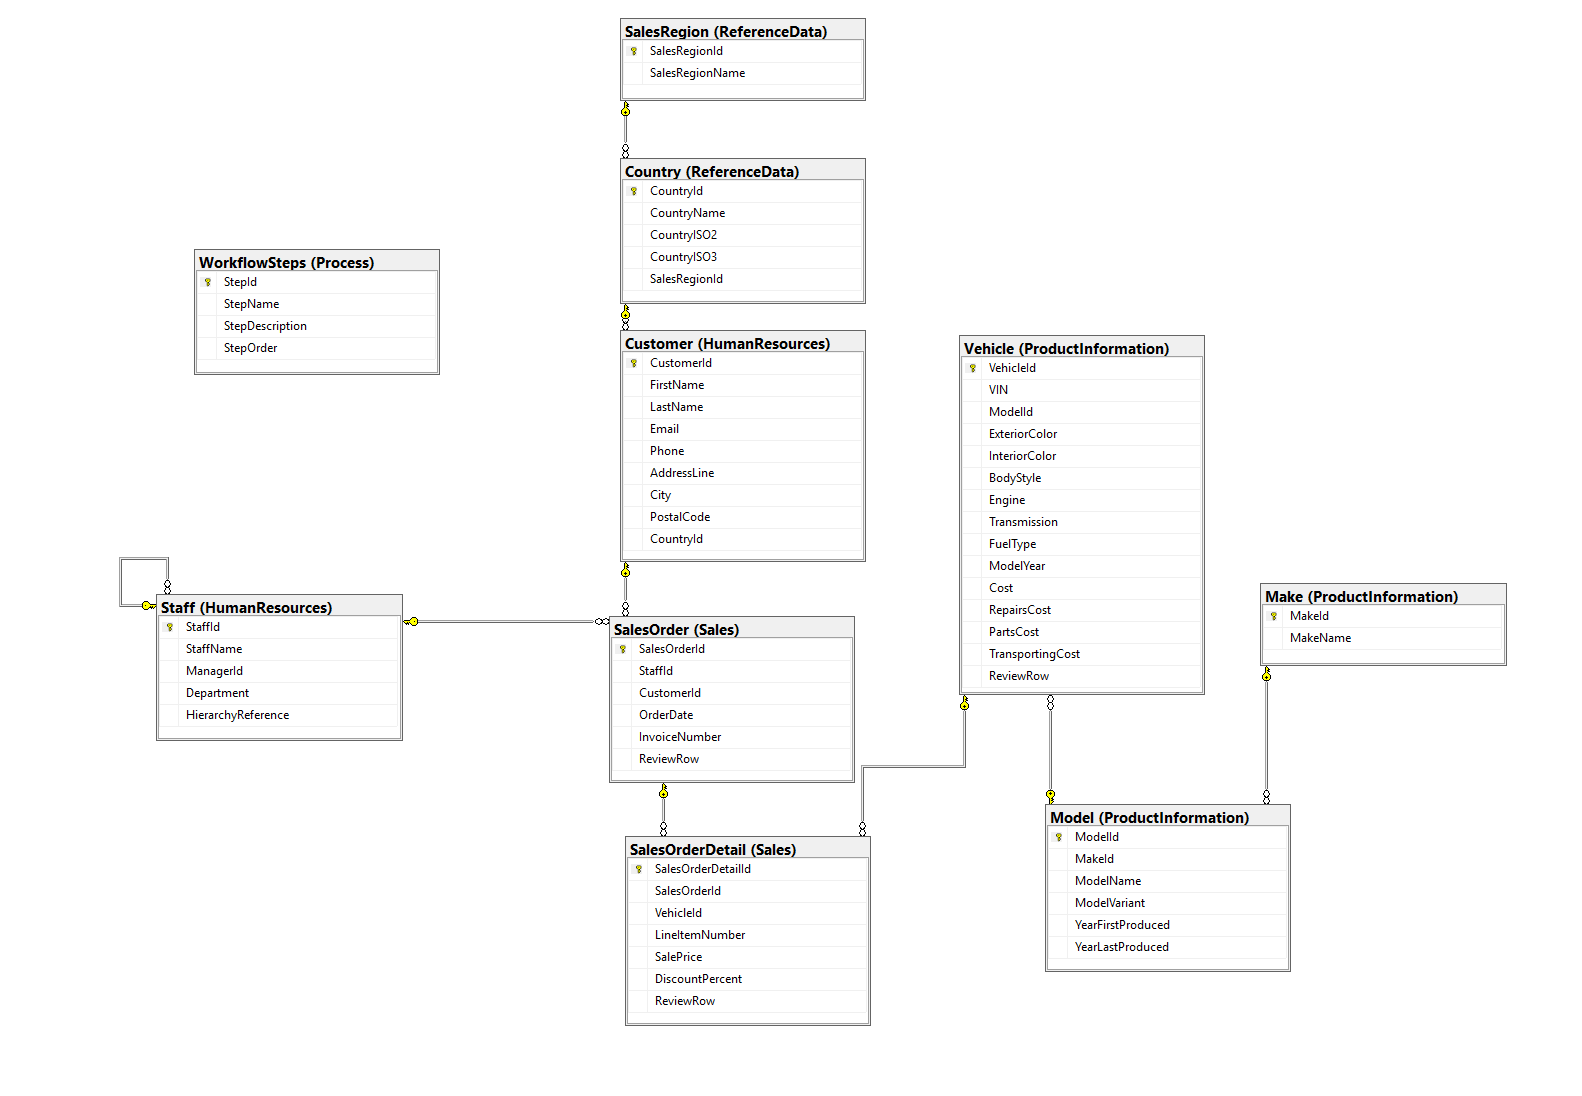 SalesRegion (ReferenceData)
SalesRegionId
SalesRegionName
Country (ReferenceData)
CountryId
CountryName
CountryISO2
CountryISO3
SalesRegionId
WorkflowSteps (Process)
StepId
StepName
StepDescription
StepOrder
Customer (HumanResources)
CustomerId
FirstName
LastName
Email
Phone
AddressLine
City
PostalCode
CountryId
Vehicle (ProductInformation)
VehicleId
VIN
ModelId
ExteriorColor
InteriorColor
BodyStyle
Engine
Transmission
FuelType
ModelYear
Cost
RepairsCost
PartsCost
TransportingCost
ReviewRow
Make (ProductInformation)
MakeId
MakeName
Staff (HumanResources)
StaffId
StaffName
ManagerId
Department
HierarchyReference
SalesOrder (Sales)
SalesOrderId
StaffId
CustomerId
OrderDate
InvoiceNumber
ReviewRow
Model (ProductInformation)
ModelId
MakeId
ModelName
ModelVariant
YearFirstProduced
YearLastProduced
SalesOrderDetail (Sales)
SalesOrderDetailId
SalesOrderId
VehicleId
LineItemNumber
SalePrice
DiscountPercent
ReviewRow